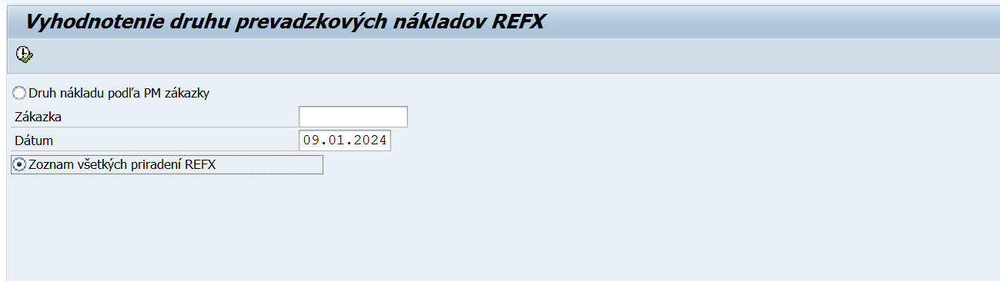 Vyhodnotenie druhu prevadzkových nákladov REFX
Druh nákladu podľa PM zákazky
Zákazka
Dátum 09.01.2024
Zoznam všetkých priradení REFX